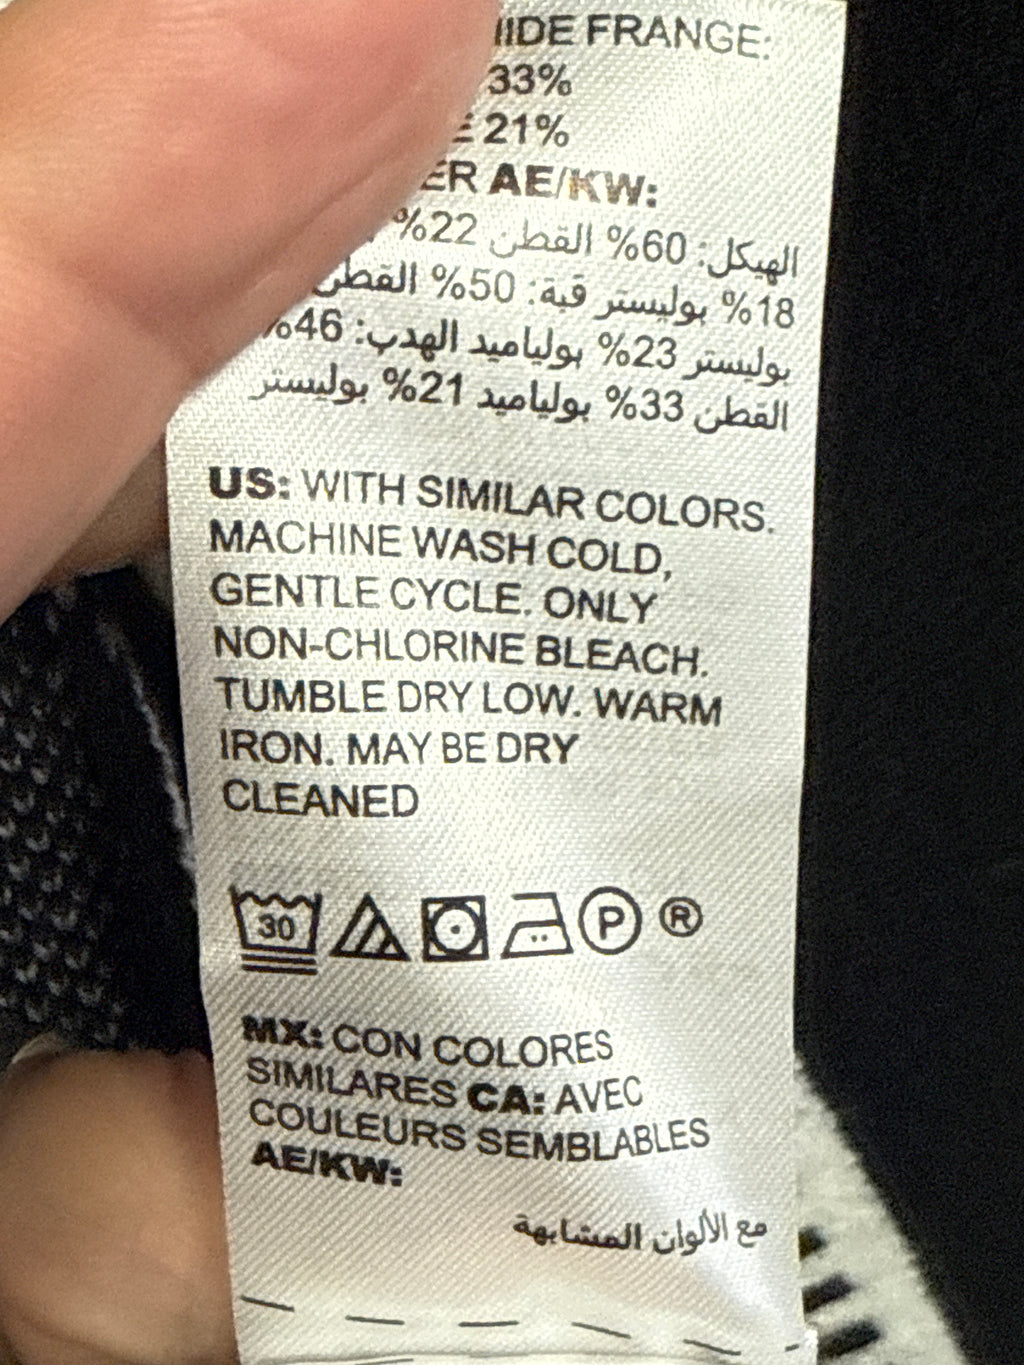 FRANGE:
33%
21%
AE/KW:
الهيكل: 60% القطن 22%
18% بوليستر قبة: 50% القطن
بوليستر 23% بولياميد الهدب: 46%
القطن 33% بولياميد 21% بوليستر
US: WITH SIMILAR COLORS.
MACHINE WASH COLD,
GENTLE CYCLE. ONLY
NON-CHLORINE BLEACH.
TUMBLE DRY LOW. WARM
IRON. MAY BE DRY
CLEANED
30 P ®
MX: CON COLORES
SIMILARES CA: AVEC
COULEURS SEMBLABLES
AE/KW:
مع الألوان المشابهة